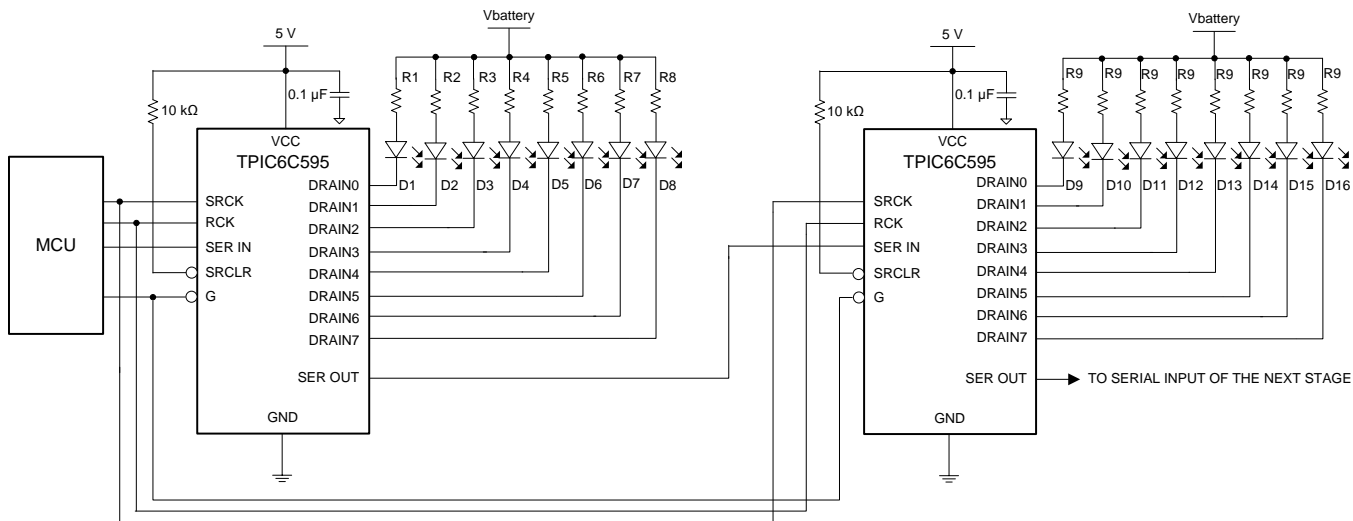 Vbattery
5 V
R1 R2 R3 R4 R5 R6 R7 R8
10 kΩ
0.1 µF
VCC
TPIC6C595
MCU
SRCK
RCK
SER IN
SRCLR
G
DRAIN0
DRAIN1
DRAIN2
DRAIN3
DRAIN4
DRAIN5
DRAIN6
DRAIN7
SER OUT
GND
D1 D2 D3 D4 D5 D6 D7 D8
Vbattery
5 V
R9 R9 R9 R9 R9 R9 R9 R9
10 kΩ
0.1 µF
VCC
TPIC6C595
SRCK
RCK
SER IN
SRCLR
G
DRAIN0
DRAIN1
DRAIN2
DRAIN3
DRAIN4
DRAIN5
DRAIN6
DRAIN7
SER OUT
GND
D9 D10 D11 D12 D13 D14 D15 D16
TO SERIAL INPUT OF THE NEXT STAGE